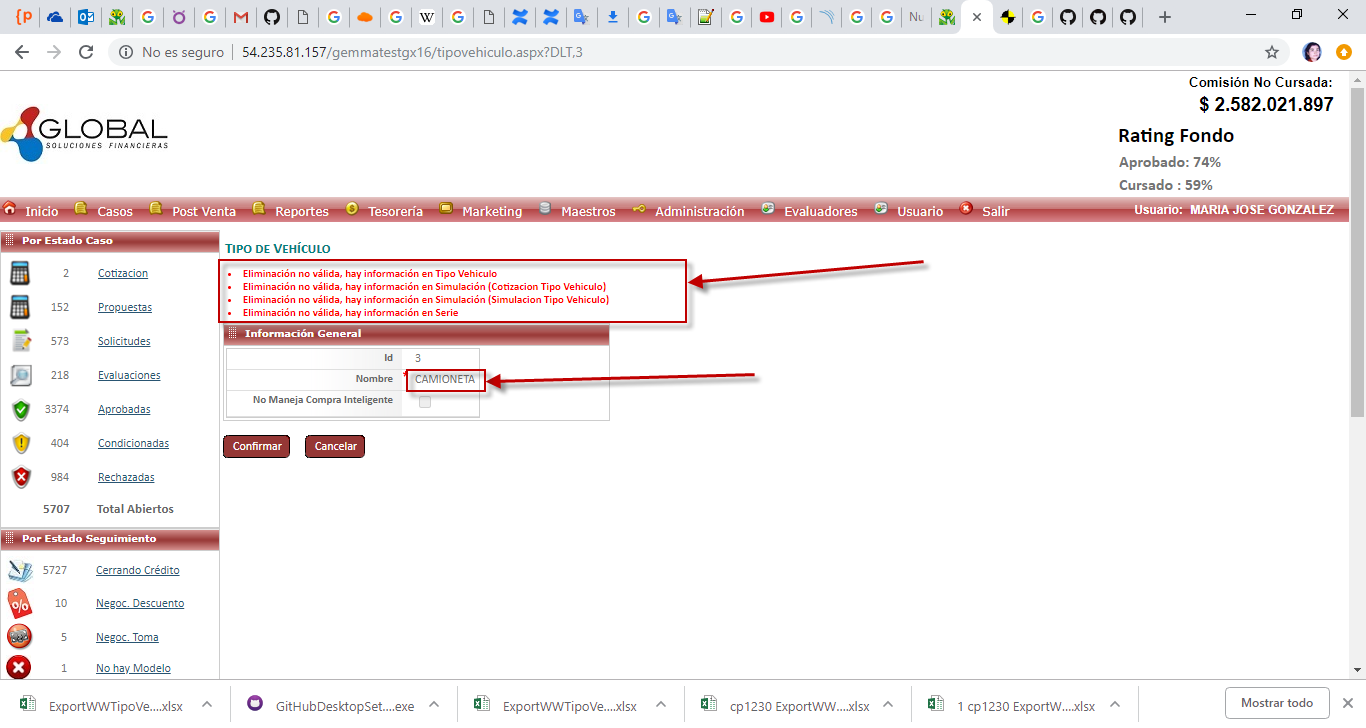 Nu
No es seguro
54.235.81.157/gemmatestgx16/tipovehiculo.aspx?DLT,3
Comisión No Cursada:
$ 2.582.021.897
GLOBAL
SOLUCIONES FINANCIERAS
Rating Fondo
Aprobado: 74%
Cursado : 59%
Inicio Casos Post Venta Reportes Tesorería Marketing Maestros Administración Evaluadores Usuario Salir Usuario: MARIA JOSE GONZALEZ
Por Estado Caso
2 Cotizacion
152 Propuestas
573 Solicitudes
218 Evaluaciones
3374 Aprobadas
404 Condicionadas
984 Rechazadas
5707 Total Abiertos
Por Estado Seguimiento
5727 Cerrando Crédito
10 Negoc. Descuento
5 Negoc. Toma
1 No hay Modelo
TIPO DE VEHÍCULO
• Eliminación no válida, hay información en Tipo Vehiculo
• Eliminación no válida, hay información en Simulación (Cotizacion Tipo Vehiculo)
• Eliminación no válida, hay información en Simulación (Simulacion Tipo Vehiculo)
• Eliminación no válida, hay información en Serie
Información General
Id 3
Nombre * CAMIONETA
No Maneja Compra Inteligente
Confirmar Cancelar
ExportWWTipoVe....xlsx GitHubDesktopSet....exe ExportWWTipoVe....xlsx cp1230 ExportWW....xlsx 1 cp1230 ExportW....xlsx Mostrar todo